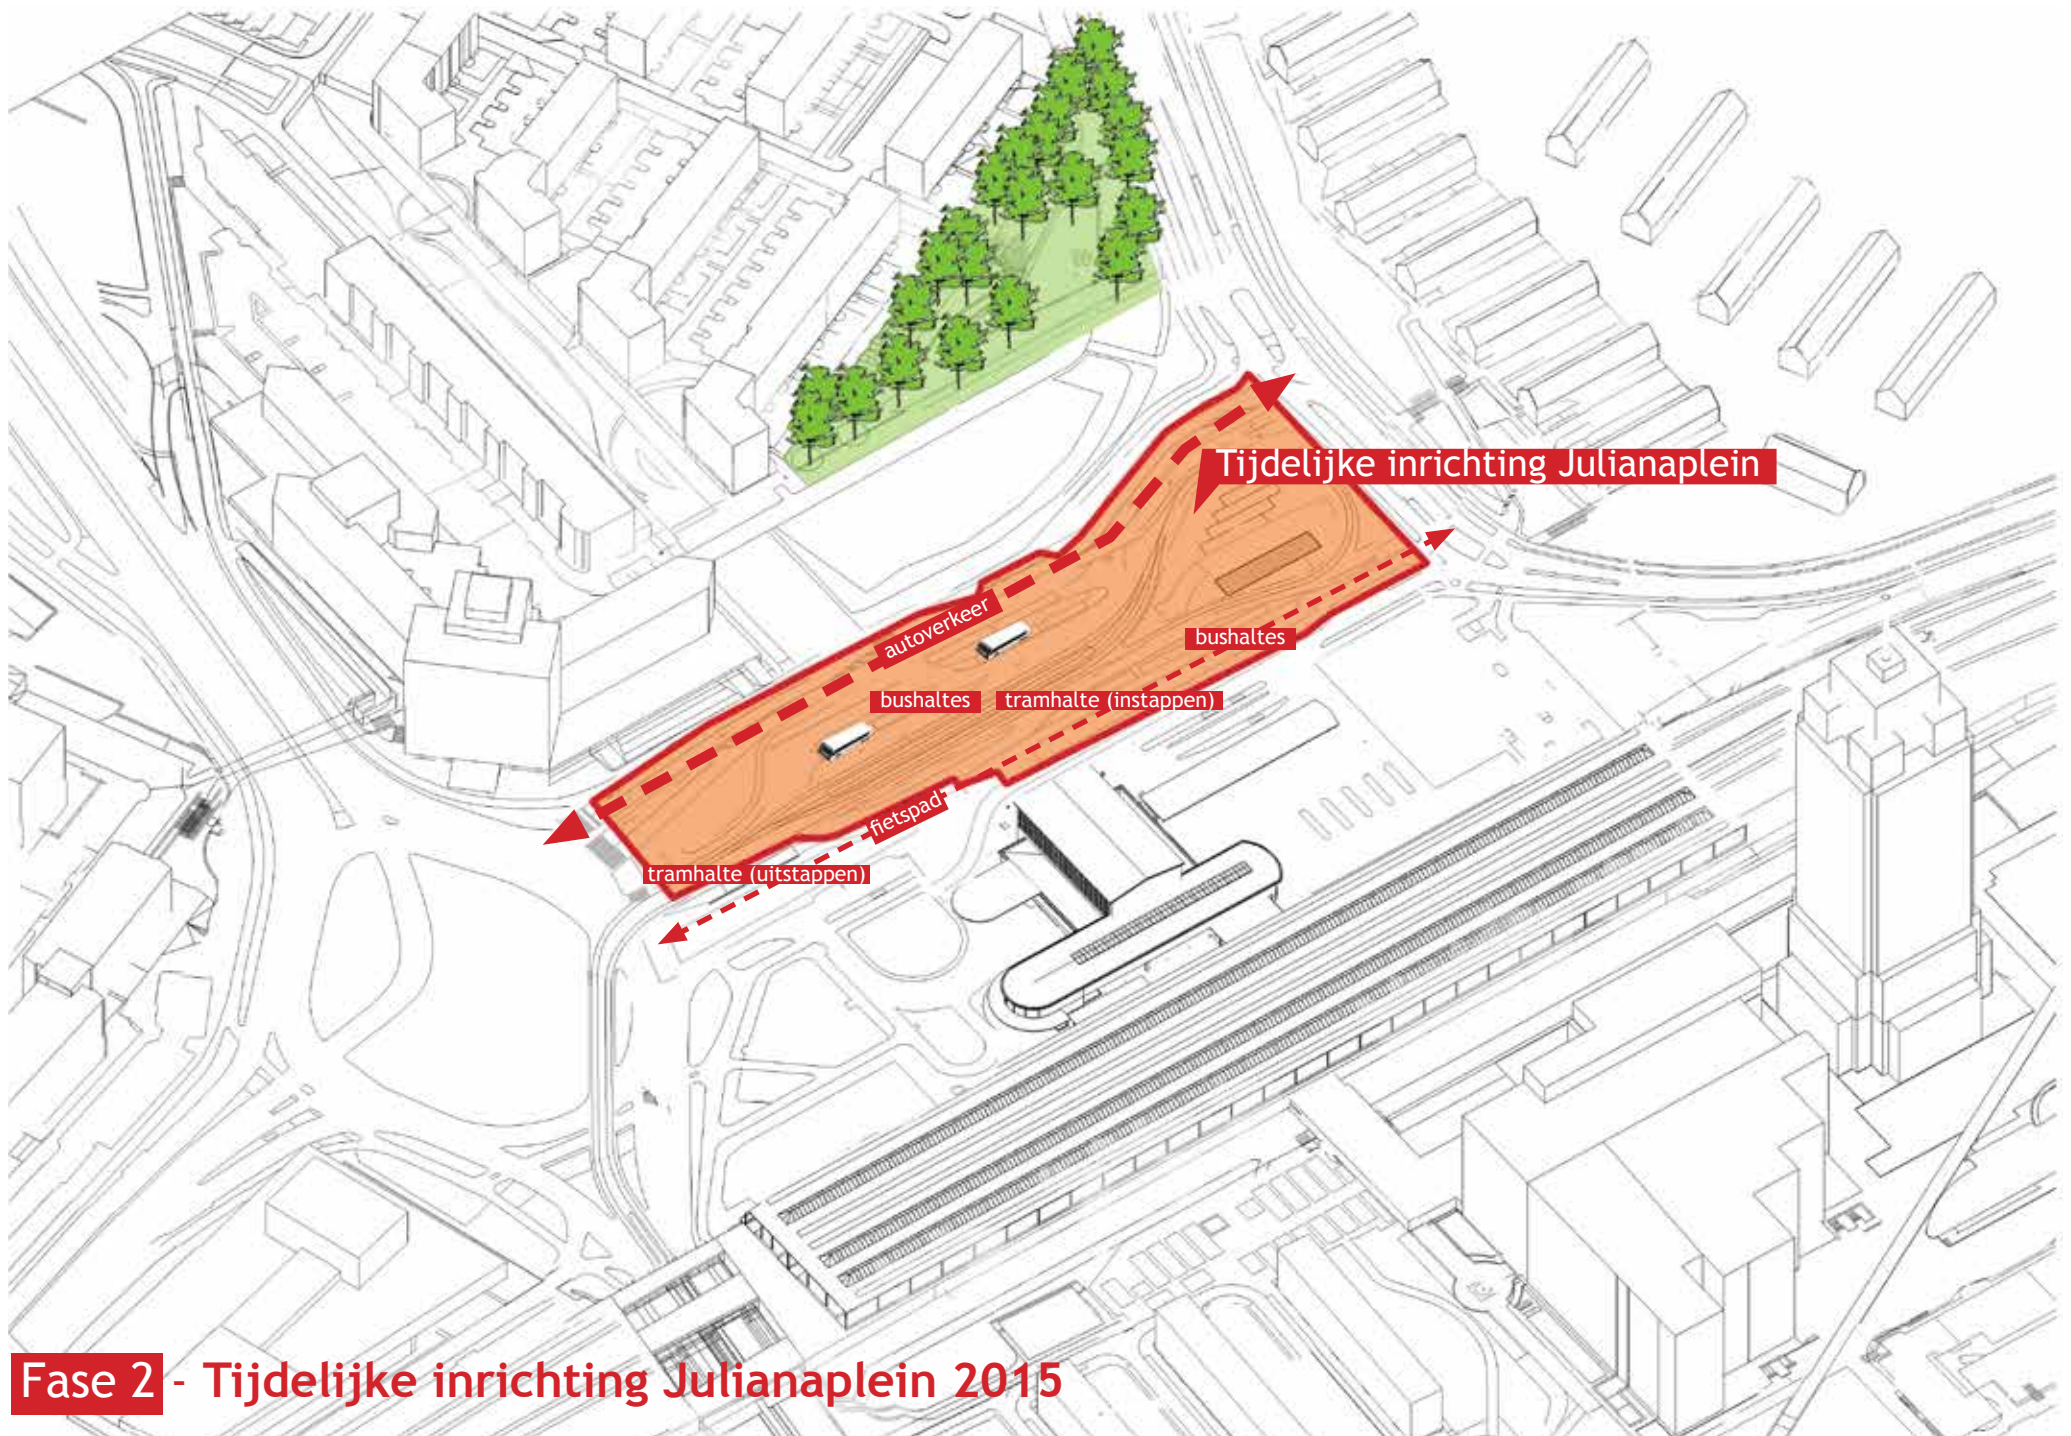 Tijdelijke inrichting Julianaplein
autoverkeer
bushaltes
bushaltes
tramhalte (instappen)
fietspad
tramhalte (uitstappen)
Fase 2 - Tijdelijke inrichting Julianaplein 2015